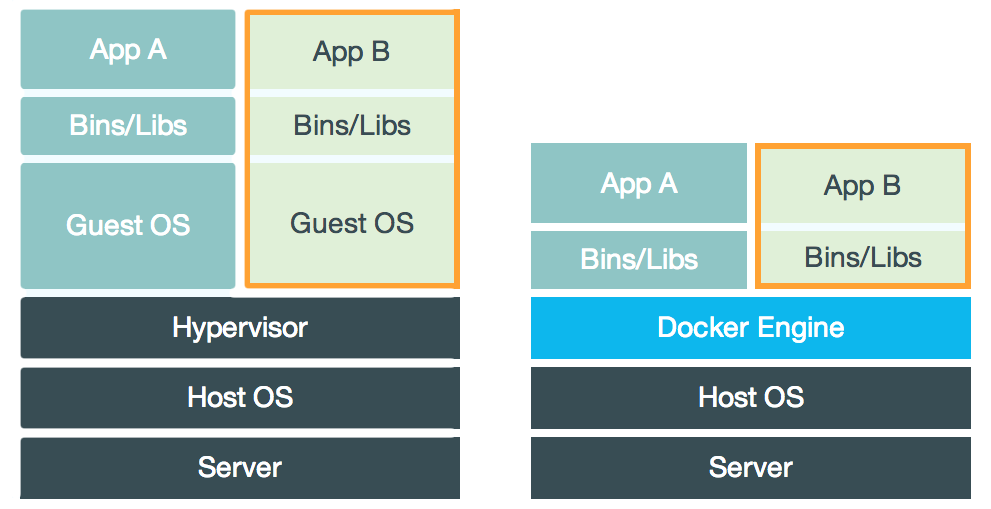 App A
App B
Bins/Libs
Bins/Libs
Guest OS
Guest OS
Hypervisor
Host OS
Server
App A
App B
Bins/Libs
Bins/Libs
Docker Engine
Host OS
Server